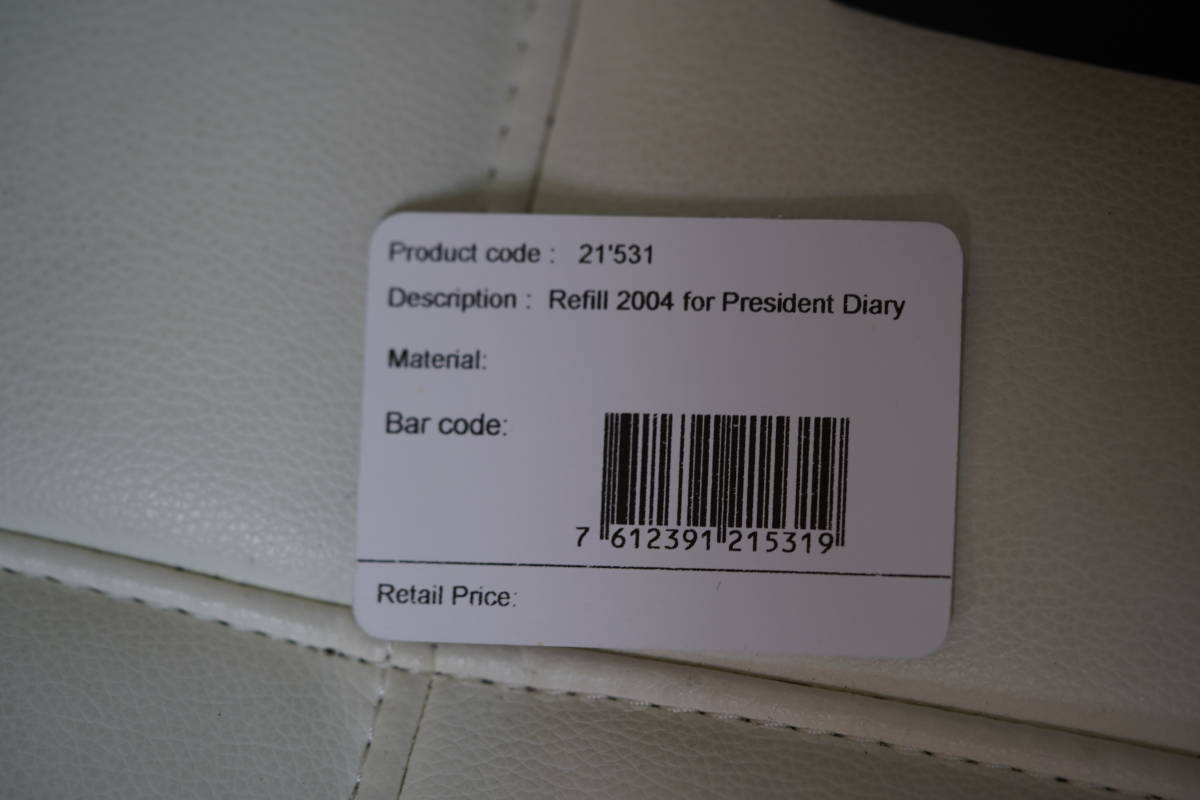 Product code : 21'531
Description : Refill 2004 for President Diary
Material:
Bar code:
7 612391 215319
Retail Price: